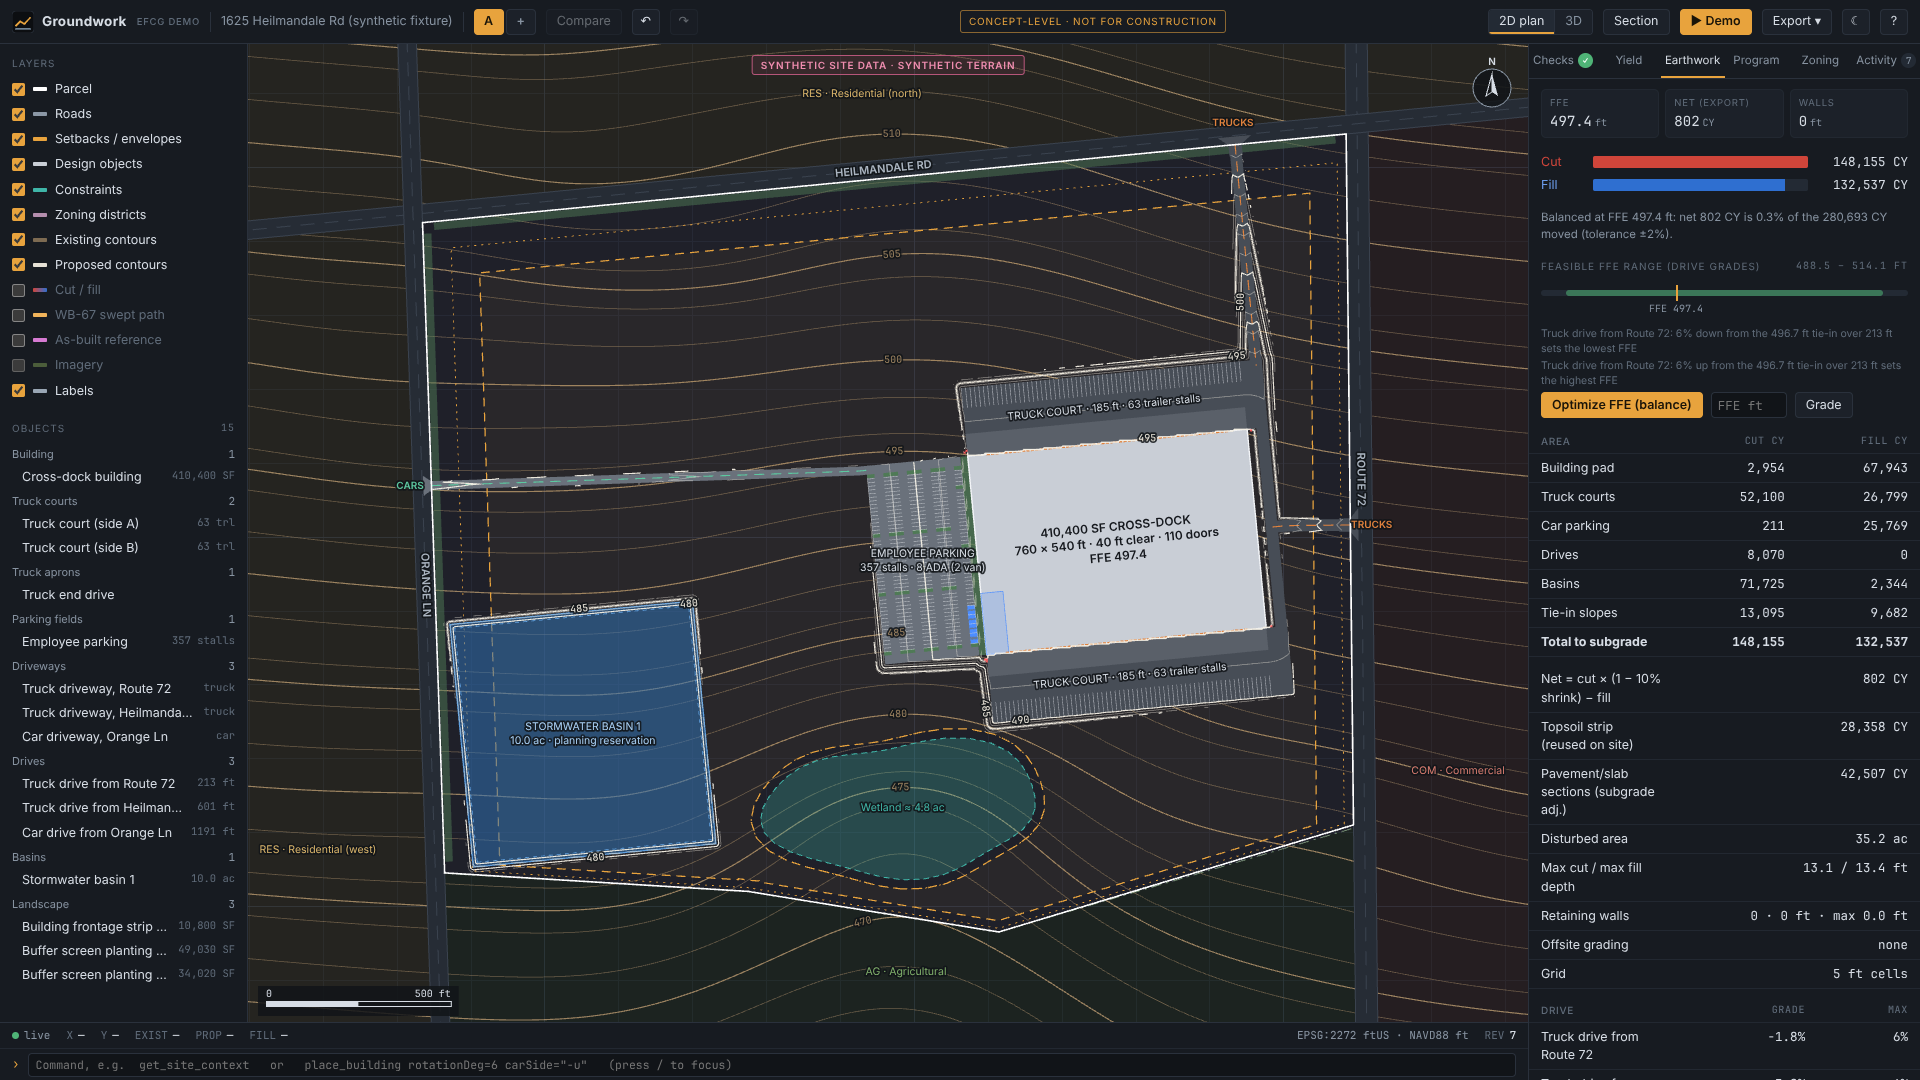 Groundwork EFCG DEMO 1625 Heilmandale Rd (synthetic fixture) A + Compare ↶ ↷ CONCEPT-LEVEL · NOT FOR CONSTRUCTION 2D plan 3D Section ▶ Demo Export ▾ ☾ ?
LAYERS
Parcel
Roads
Setbacks / envelopes
Design objects
Constraints
Zoning districts
Existing contours
Proposed contours
Cut / fill
WB-67 swept path
As-built reference
Imagery
Labels
OBJECTS 15
Building 1
Cross-dock building 410,400 SF
Truck courts 2
Truck court (side A) 63 trl
Truck court (side B) 63 trl
Truck aprons 1
Truck end drive
Parking fields 1
Employee parking 357 stalls
Driveways 3
Truck driveway, Route 72 truck
Truck driveway, Heilmanda... truck
Car driveway, Orange Ln car
Drives 3
Truck drive from Route 72 213 ft
Truck drive from Heilman... 601 ft
Car drive from Orange Ln 1191 ft
Basins 1
Stormwater basin 1 10.0 ac
Landscape 3
Building frontage strip ... 10,800 SF
Buffer screen planting ... 49,030 SF
Buffer screen planting ... 34,020 SF
SYNTHETIC SITE DATA · SYNTHETIC TERRAIN
RES · Residential (north)
N
TRUCKS
510
HEILMANDALE RD
505
500
500
495
TRUCK COURT · 185 ft · 63 trailer stalls
495
495
CARS
ROUTE 72
410,400 SF CROSS-DOCK
760 × 540 ft · 40 ft clear · 110 doors
FFE 497.4
TRUCKS
EMPLOYEE PARKING
357 stalls · 8 ADA (2 van)
ORANGE LN
485
480
485
TRUCK COURT · 185 ft · 63 trailer stalls
485
490
480
STORMWATER BASIN 1
10.0 ac · planning reservation
COM · Commercial
475
Wetland ≈ 4.8 ac
RES · Residential (west)
480
470
AG · Agricultural
0 500 ft
Checks ✓ Yield Earthwork Program Zoning Activity 7
FFE
497.4 ft
NET (EXPORT)
802 CY
WALLS
0 ft
Cut 148,155 CY
Fill 132,537 CY
Balanced at FFE 497.4 ft: net 802 CY is 0.3% of the 280,693 CY
moved (tolerance ±2%).
FEASIBLE FFE RANGE (DRIVE GRADES) 488.5 – 514.1 FT
FFE 497.4
Truck drive from Route 72: 6% down from the 496.7 ft tie-in over 213 ft
sets the lowest FFE
Truck drive from Route 72: 6% up from the 496.7 ft tie-in over 213 ft sets
the highest FFE
Optimize FFE (balance) FFE ft Grade
AREA CUT CY FILL CY
Building pad 2,954 67,943
Truck courts 52,100 26,799
Car parking 211 25,769
Drives 8,070 0
Basins 71,725 2,344
Tie-in slopes 13,095 9,682
Total to subgrade 148,155 132,537
Net = cut × (1 − 10% 802 CY
shrink) − fill
Topsoil strip 28,358 CY
(reused on site)
Pavement/slab 42,507 CY
sections (subgrade
adj.)
Disturbed area 35.2 ac
Max cut / max fill 13.1 / 13.4 ft
depth
Retaining walls 0 · 0 ft · max 0.0 ft
Offsite grading none
Grid 5 ft cells
DRIVE GRADE MAX
Truck drive from -1.8% 6%
Route 72
live X — Y — EXIST — PROP — FILL — EPSG:2272 ftUS · NAVD88 ft REV 7
› Command, e.g. get_site_context or place_building rotationDeg=6 carSide="-u" (press / to focus)